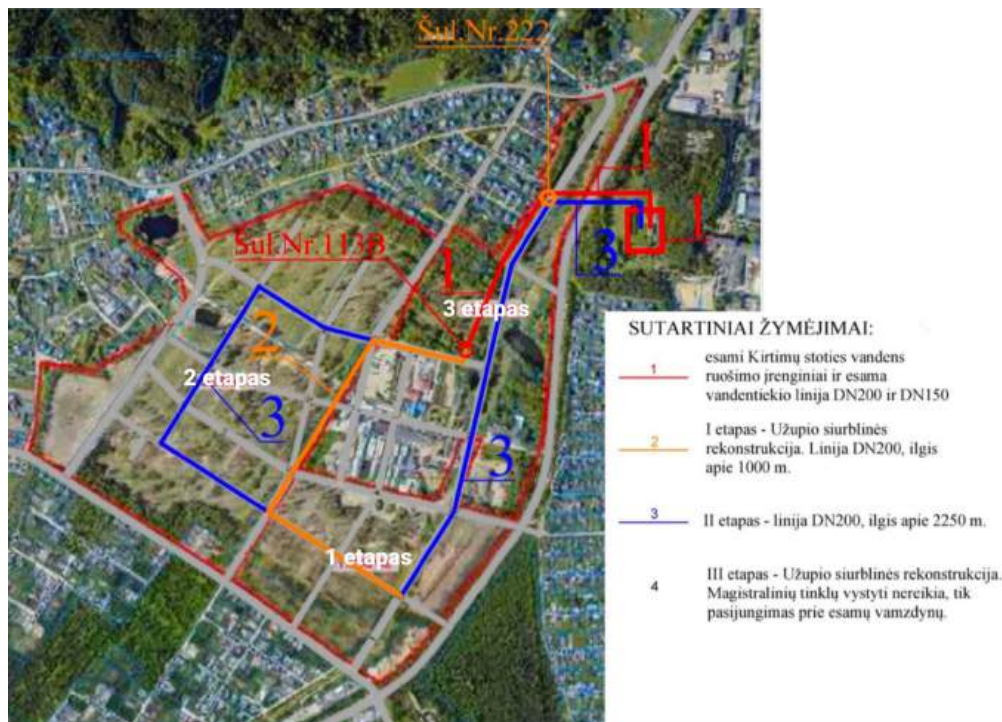 Šul.Nr.222
1
1
3
Šul.Nr.113B
1
3 etapas
2
2 etapas
3
3
1 etapas
SUTARTINIAI ŽYMĖJIMAI:
1
esami Kirtimų stoties vandens
ruošimo įrenginiai ir esama
vandentiekio linija DN200 ir DN150
2
I etapas - Užupio siurblinės
rekonstrukcija. Linija DN200, ilgis
apie 1000 m.
3
II etapas - linija DN200, ilgis apie 2250 m.
4
III etapas - Užupio siurblinės rekonstrukcija.
Magistralinių tinklų vystyti nereikia, tik
pasijungimas prie esamų vamzdynų.